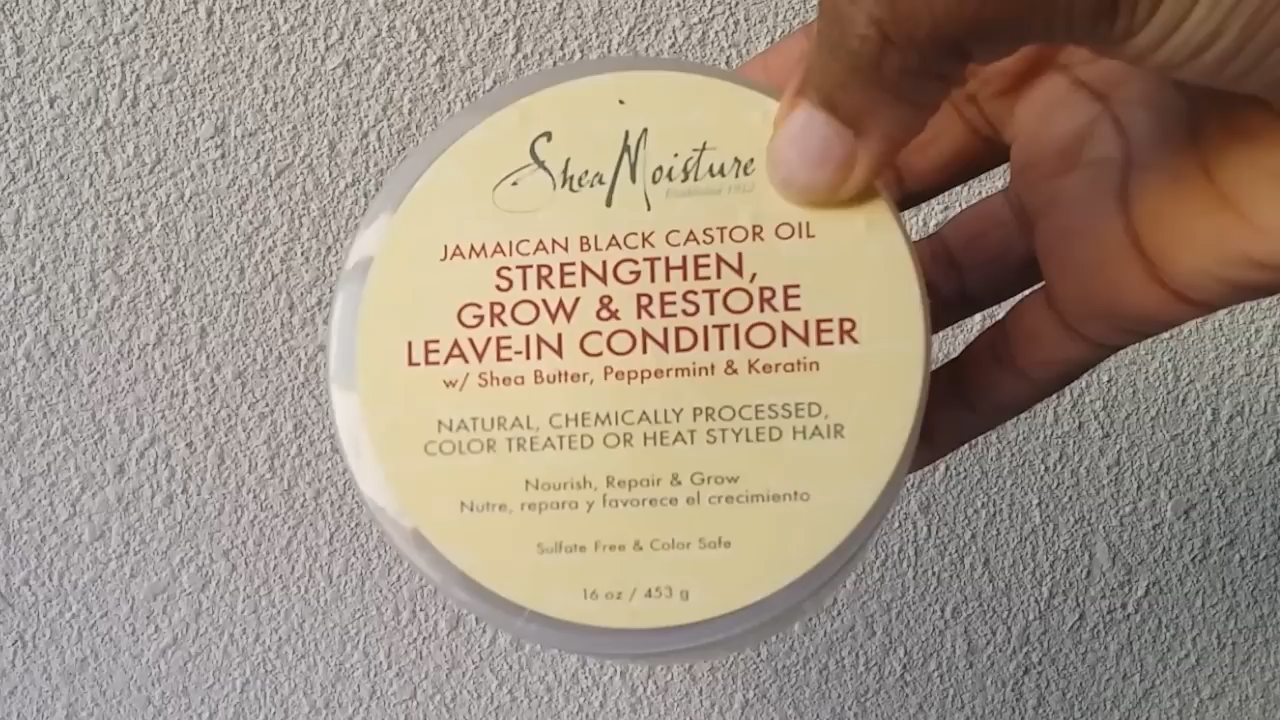 SheaMoisture
Established 1912
JAMAICAN BLACK CASTOR OIL
STRENGTHEN,
GROW & RESTORE
LEAVE-IN CONDITIONER
w/ Shea Butter, Peppermint & Keratin
NATURAL, CHEMICALLY PROCESSED,
COLOR TREATED OR HEAT STYLED HAIR
Nourish, Repair & Grow
Nutre, repara y favorece el crecimiento
Sulfate Free & Color Safe
16 oz / 453 g